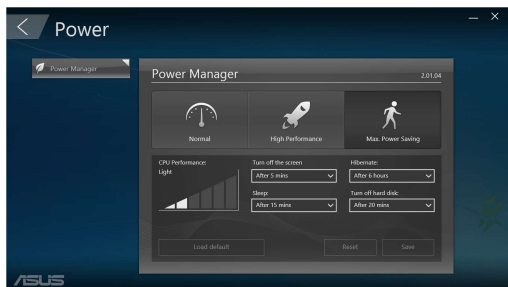 Power
Power Manager
Power Manager
2.01.04
Normal
High Performance
Max. Power Saving
CPU Performance:
Light
Turn off the screen
After 5 mins
Hibernate:
After 6 hours
Sleep:
After 15 mins
Turn off hard disk:
After 20 mins
Load default
Reset
Save
ASUS